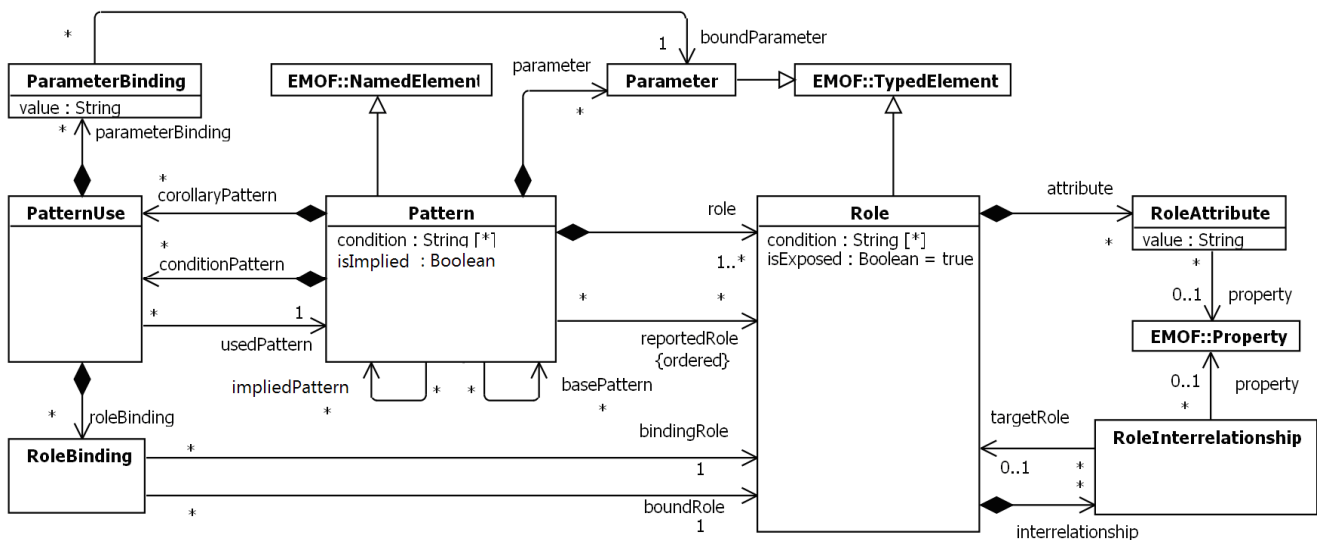 *
1
boundParameter
parameter
ParameterBinding
value : String
EMOF::NamedElement
Parameter
EMOF::TypedElement
*
*
parameterBinding
*
corollaryPattern
role
attribute
PatternUse
Pattern
condition : String [*]
isImplied : Boolean
Role
condition : String [*]
isExposed : Boolean = true
RoleAttribute
value : String
*
1..*
*
conditionPattern
*
0..1
property
*
*
*
1
usedPattern
reportedRole
{ordered}
EMOF::Property
impliedPattern
*
*
*
basePattern
*
0..1
property
*
*
roleBinding
bindingRole
targetRole
RoleBinding
*
1
0..1
*
*
RoleInterrelationship
*
boundRole
1
interrelationship